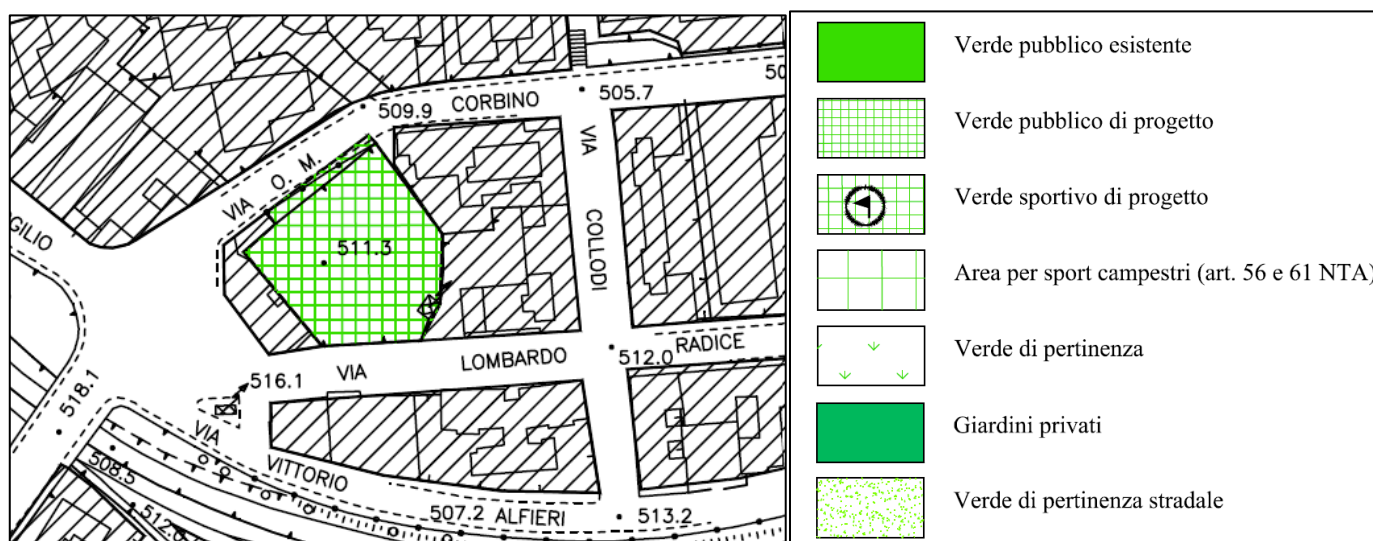 CORBINO
509.9
505.7
VIA
O. M.
VIA
COLLODI
511.3
GILIO
518.1
516.1
VIA
LOMBARDO
RADICE
512.0
VIA
VITTORIO
ALFIERI
508.5
507.2
513.2
Verde pubblico esistente
Verde pubblico di progetto
Verde sportivo di progetto
Area per sport campestri (art. 56 e 61 NTA)
Verde di pertinenza
Giardini privati
Verde di pertinenza stradale